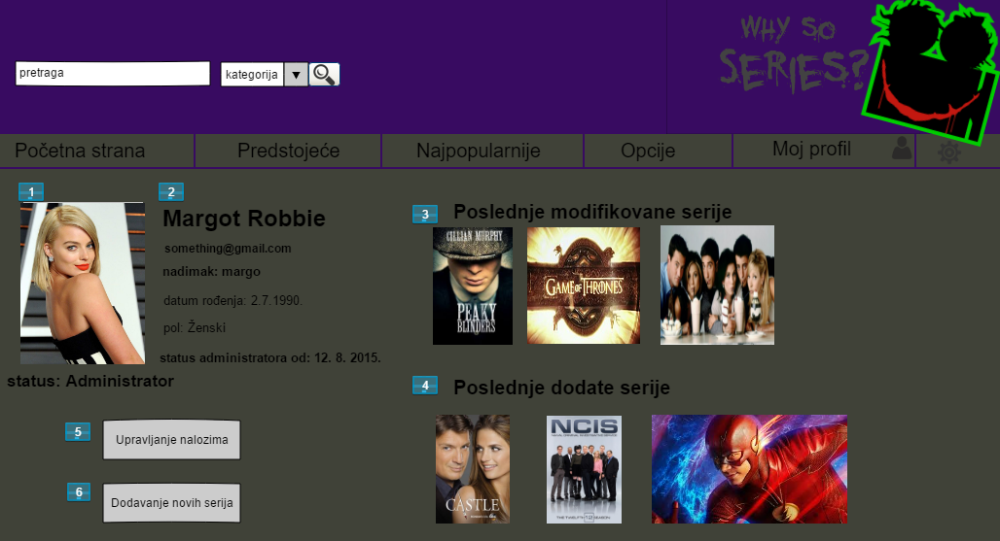 WHY SO
SERIES?
pretraga
kategorija
Početna strana
Predstojeće
Najpopularnije
Opcije
Moj profil
1
2
Margot Robbie
something@gmail.com
nadimak: margo
datum rođenja: 2.7.1990.
pol: Ženski
status administratora od: 12. 8. 2015.
status: Administrator
3
Poslednje modifikovane serije
CILLIAN MURPHY
PEAKY
BLINDERS
GAME OF THRONES
4
Poslednje dodate serije
CASTLE
NCIS
5
Upravljanje nalozima
6
Dodavanje novih serija